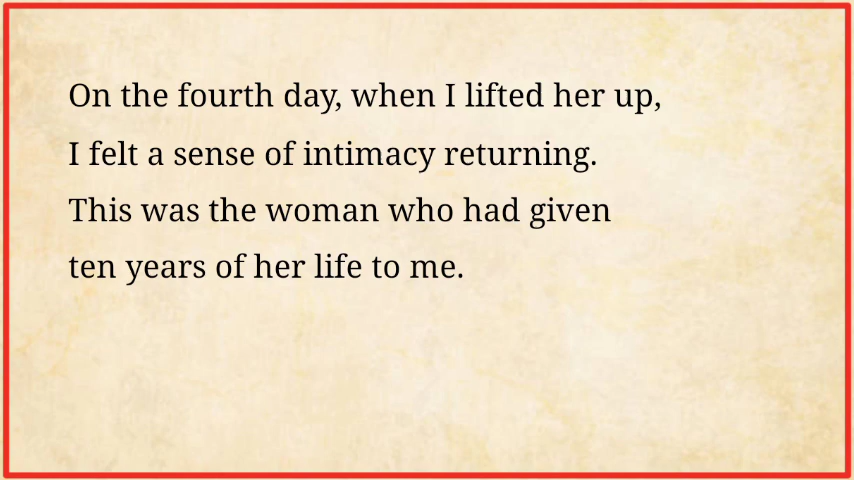 On the fourth day, when I lifted her up,
I felt a sense of intimacy returning.
This was the woman who had given
ten years of her life to me.